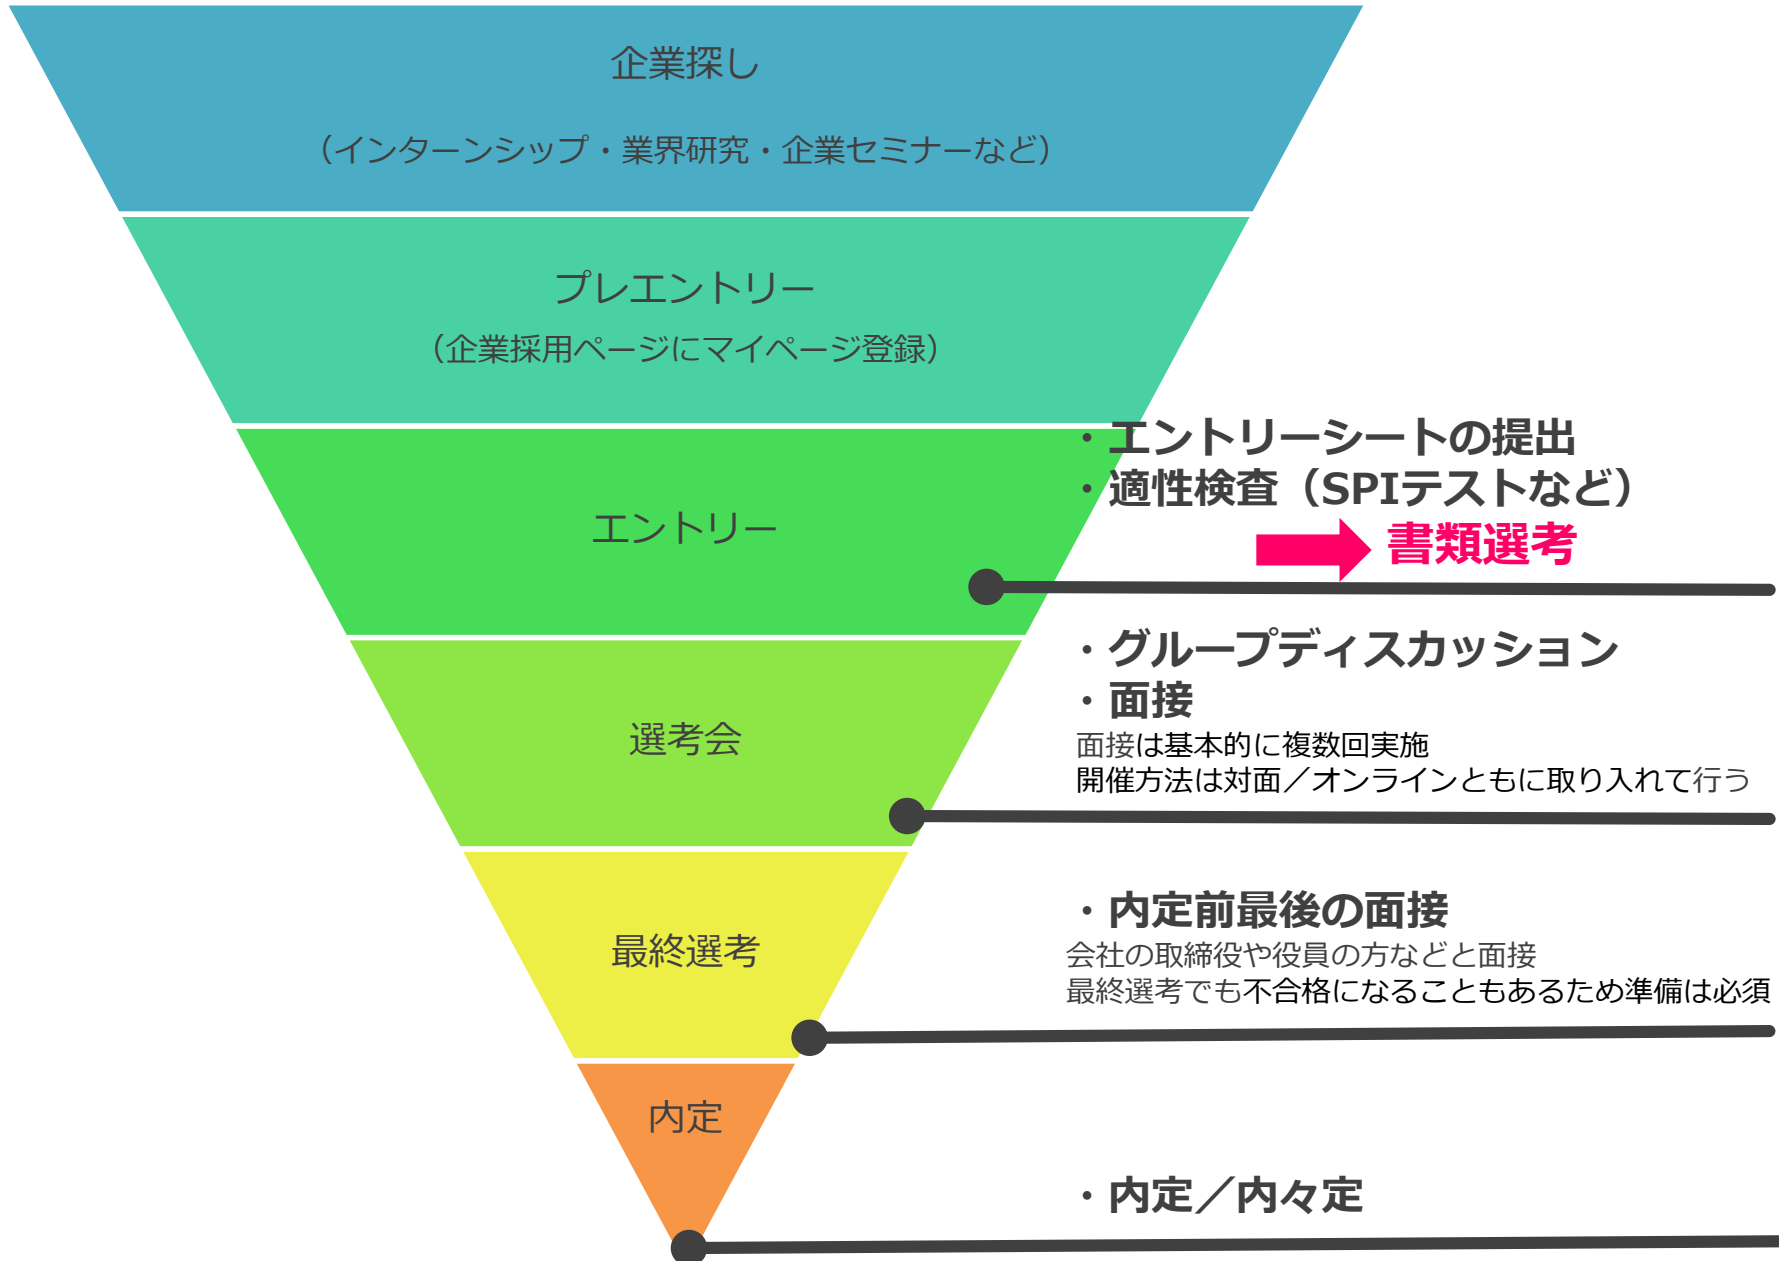 企業探し
（インターンシップ・業界研究・企業セミナーなど）
プレエントリー
（企業採用ページにマイページ登録）
エントリー
・エントリーシートの提出
・適性検査（SPIテストなど）
書類選考
選考会
・グループディスカッション
・面接
面接は基本的に複数回実施
開催方法は対面／オンラインともに取り入れて行う
最終選考
・内定前最後の面接
会社の取締役や役員の方などと面接
最終選考でも不合格になることもあるため準備は必須
内定
・内定／内々定